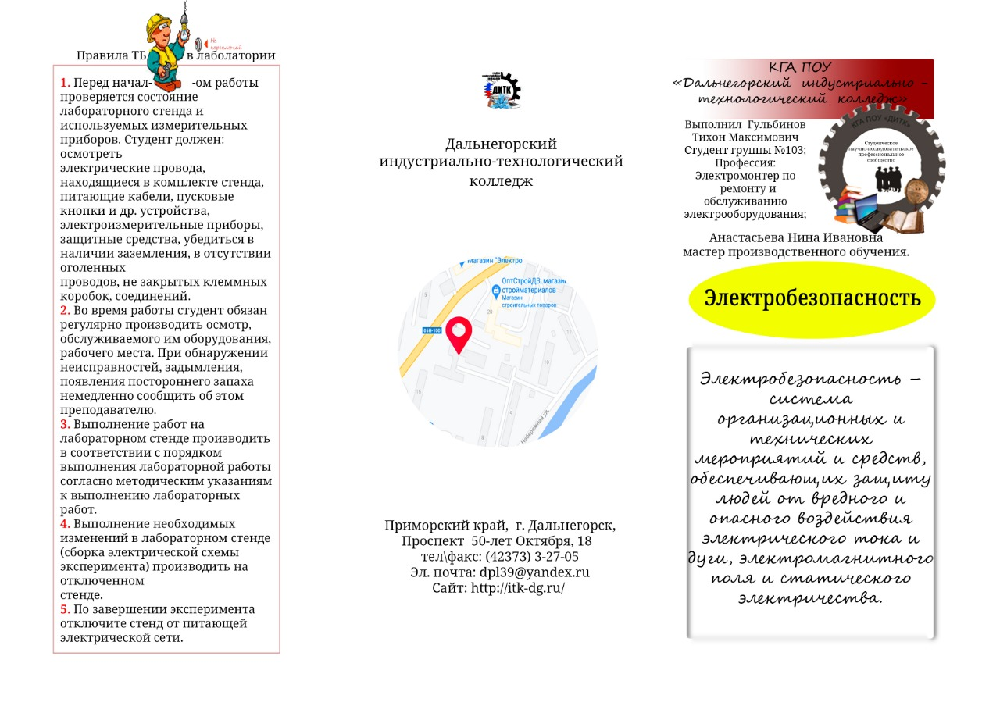 Не
переключай
Правила ТБ в лаболатории
1. Перед начал- -ом работы
проверяется состояние
лабораторного стенда и
используемых измерительных
приборов. Студент должен:
осмотреть
электрические провода,
находящиеся в комплекте стенда,
питающие кабели, пусковые
кнопки и др. устройства,
электроизмерительные приборы,
защитные средства, убедиться в
наличии заземления, в отсутствии
оголенных
проводов, не закрытых клеммных
коробок, соединений.
2. Во время работы студент обязан
регулярно производить осмотр,
обслуживаемого им оборудования,
рабочего места. При обнаружении
неисправностей, задымления,
появления постороннего запаха
немедленно сообщить об этом
преподавателю.
3. Выполнение работ на
лабораторном стенде производить
в соответствии с порядком
выполнения лабораторной работы
согласно методическим указаниям
к выполнению лабораторных
работ.
4. Выполнение необходимых
изменений в лабораторном стенде
(сборка электрической схемы
эксперимента) производить на
отключенном
стенде.
5. По завершении эксперимента
отключите стенд от питающей
электрической сети.
ДИТК
Дальнегорский
индустриально-технологический
колледж
Магазин "Электро
ОптСтройДВ, магази
стройматериалов
Магазин
строительных товаров
20
05Н-100
18
15
6
Набережная ул.
Приморский край, г. Дальнегорск,
Проспект 50-лет Октября, 18
тел\факс: (42373) 3-27-05
Эл. почта: dpl39@yandex.ru
Сайт: http://itk-dg.ru/
КГА ПОУ
«Дальнегорский индустриально –
технологический колледж»
Выполнил Гульбинов
Тихон Максимович
Студент группы №103;
Профессия:
Электромонтер по
ремонту и
обслуживанию
электрооборудования;
КГА ПОУ «ДИТК»
Студенческое
научно-исследовательское
профессиональное
сообщество
Анастасьева Нина Ивановна
мастер производственного обучения.
Электробезопасность
Электробезопасность –
система
организационных и
технических
мероприятий и средств,
обеспечивающих защиту
людей от вредного и
опасного воздействия
электрического тока и
дуги, электромагнитного
поля и статического
электричества.